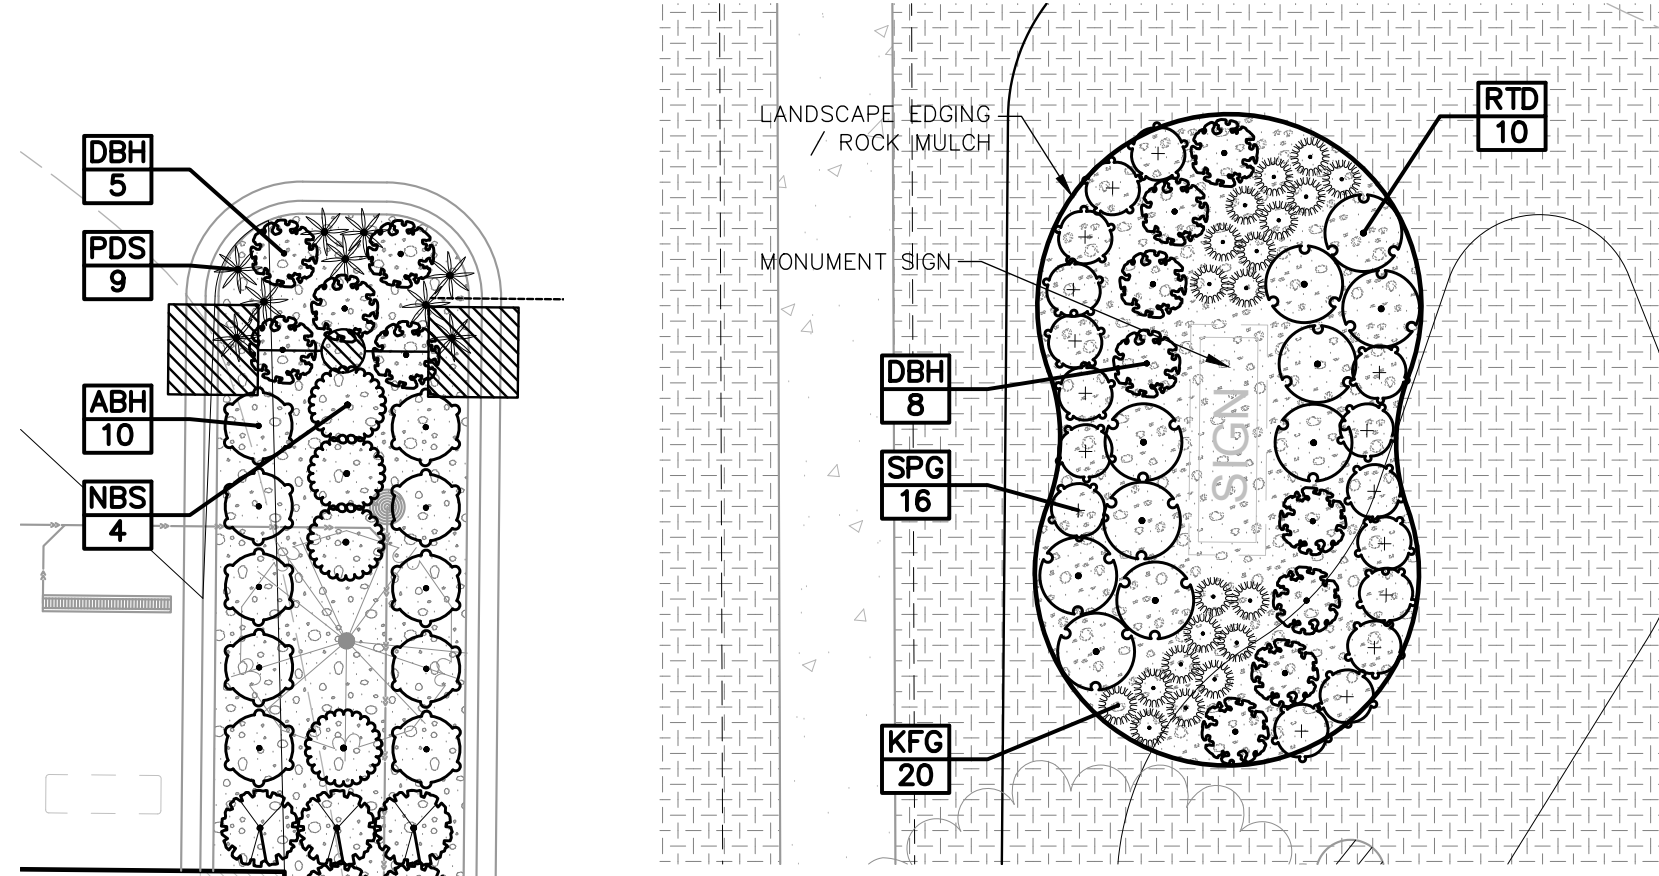 DBH
5
PDS
9
ABH
10
NBS
4
LANDSCAPE EDGING
/ ROCK MULCH
MONUMENT SIGN
RTD
10
DBH
8
SPG
16
KFG
20
SIGN